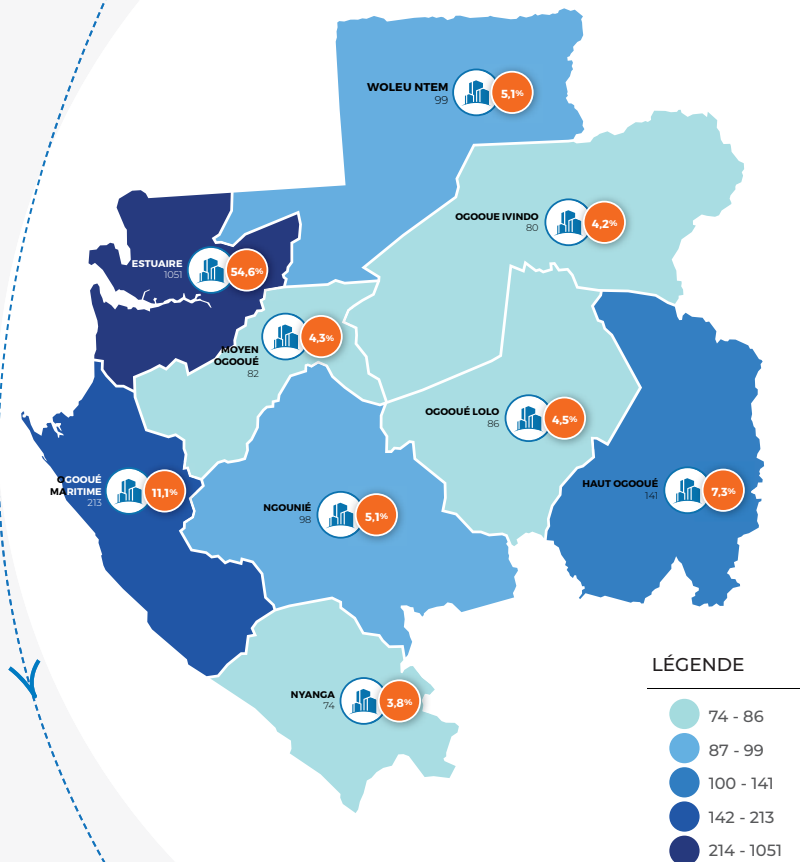 WOLEU NTEM
99
5,1%
OGOOUE IVINDO
80
4,2%
ESTUAIRE
1051
54,6%
MOYEN
OGOOUÉ
82
4,3%
OGOOUÉ LOLO
86
4,5%
OGOOUÉ
MARITIME
213
11,1%
HAUT OGOOUÉ
141
7,3%
NGOUNIÉ
98
5,1%
NYANGA
74
3,8%
LÉGENDE
74 - 86
87 - 99
100 - 141
142 - 213
214 - 1051